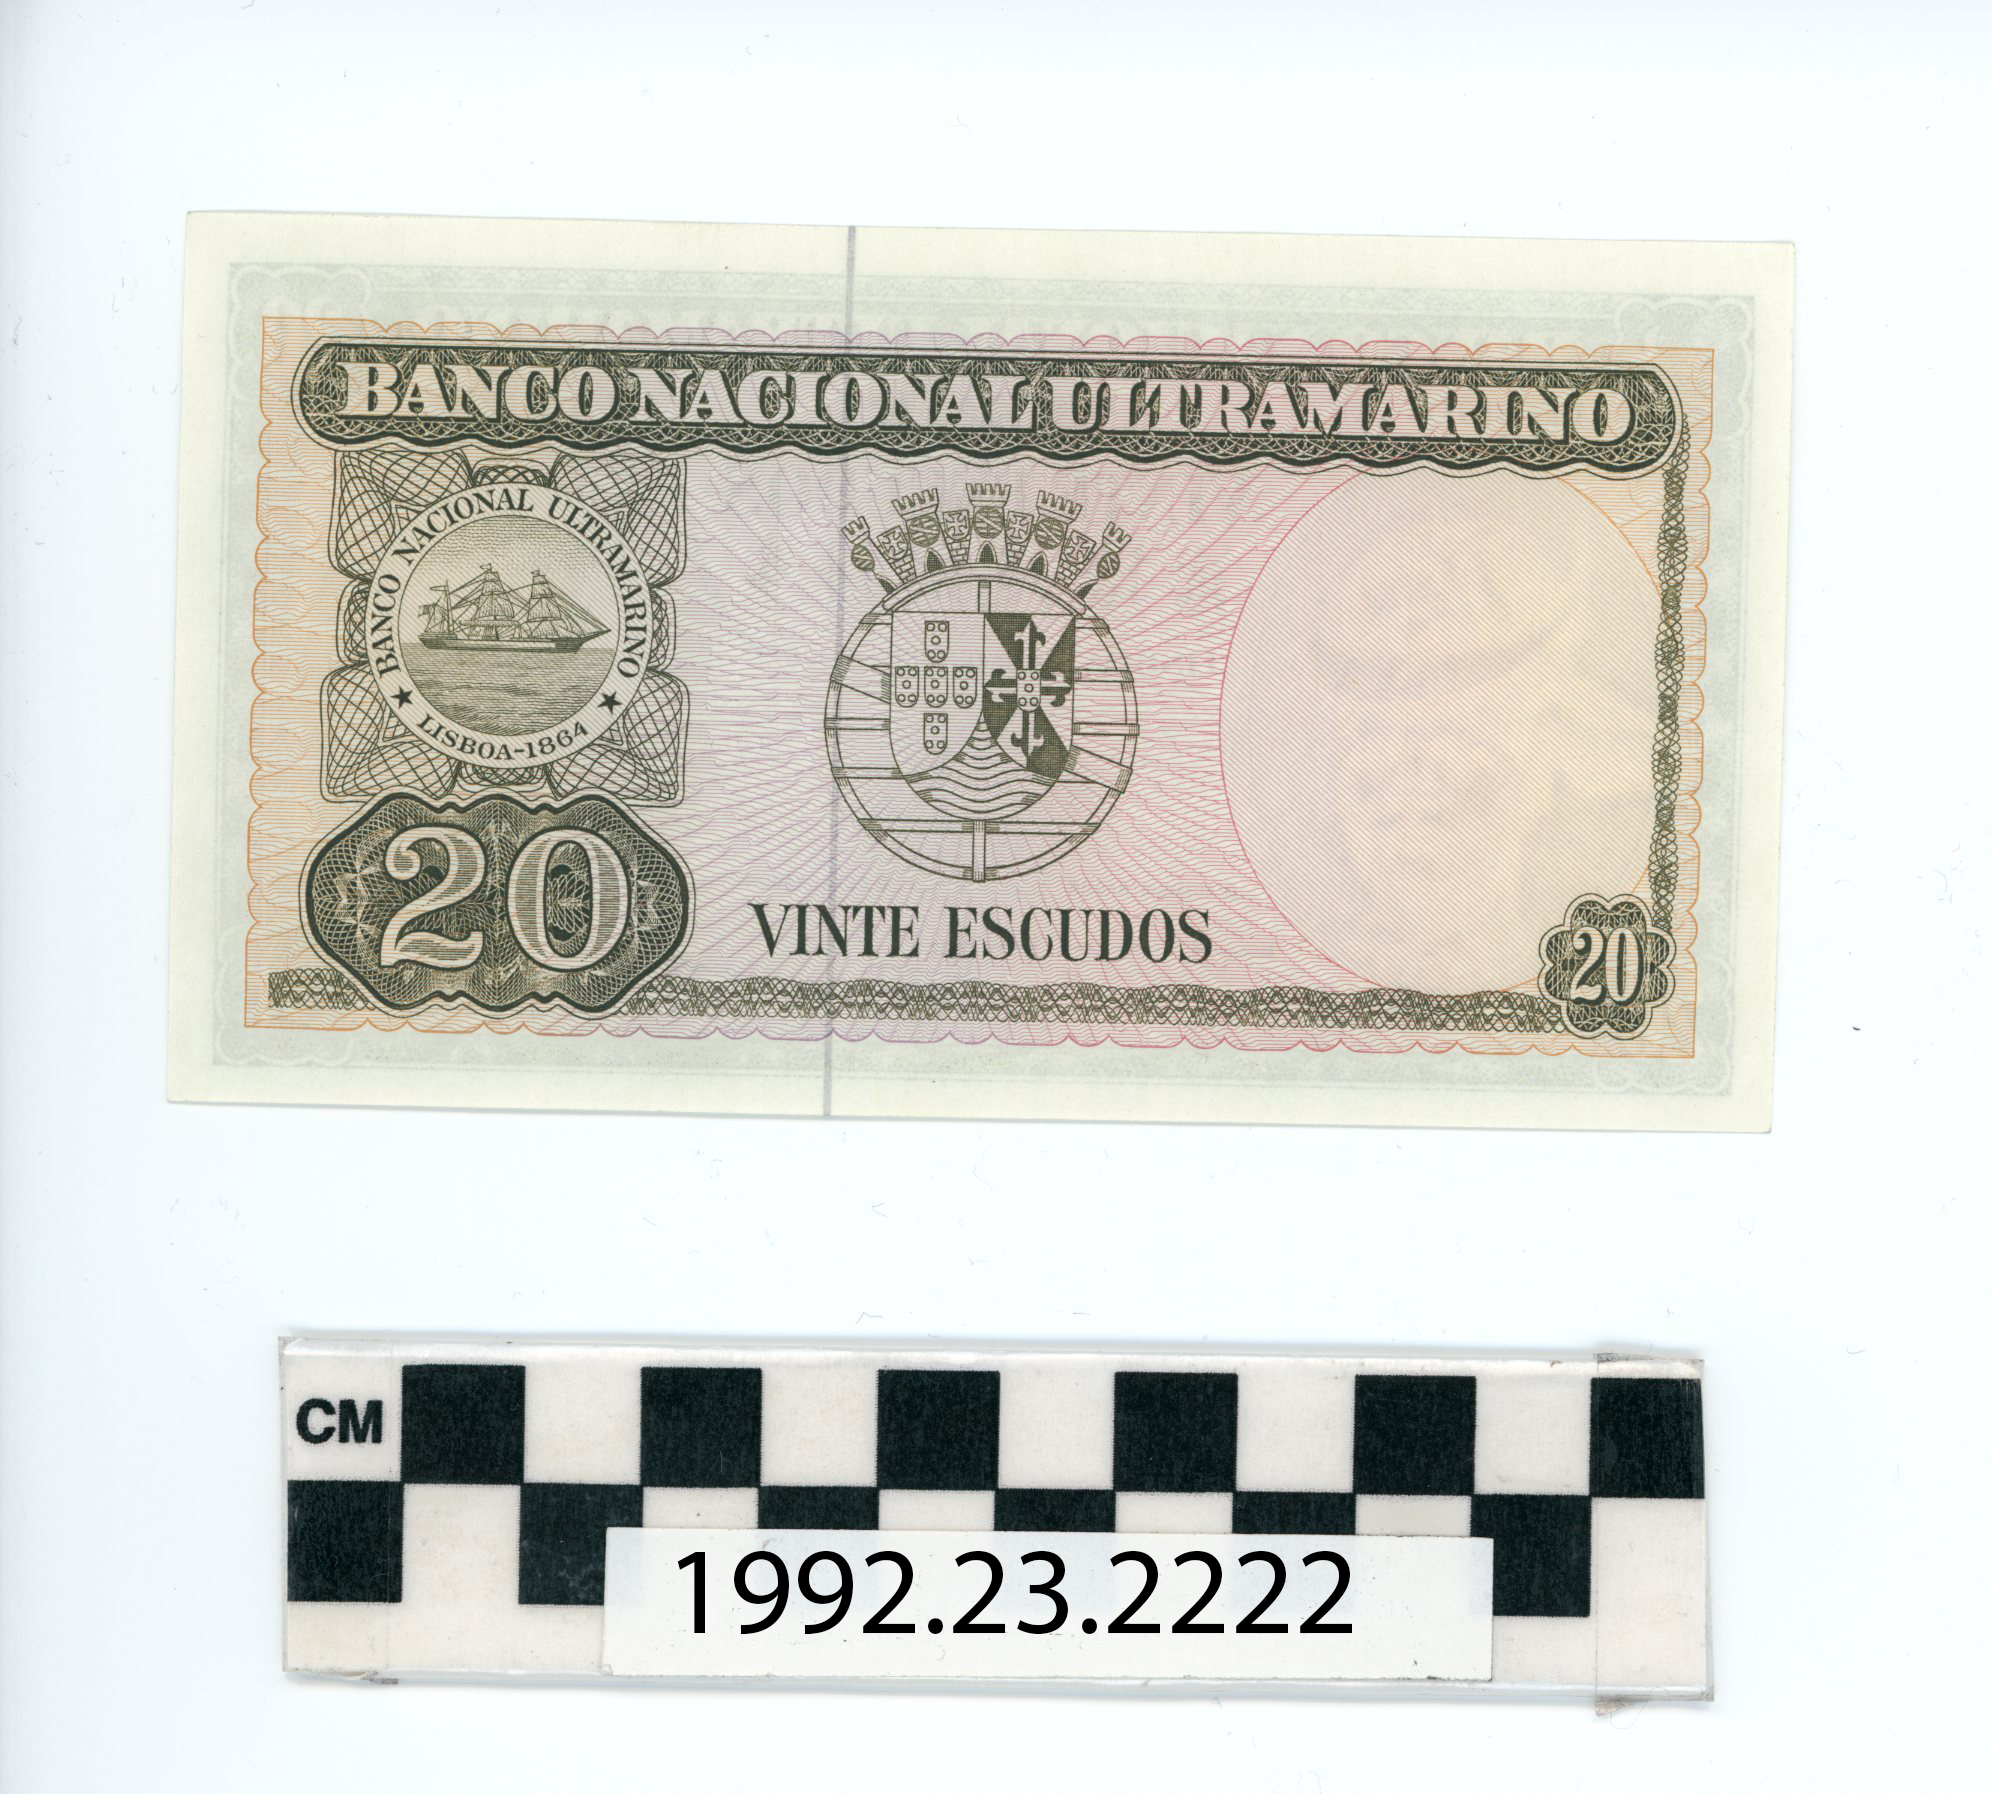 BANCO NACIONAL ULTRAMARINO
BANCO NACIONAL ULTRAMARINO
LISBOA-1864
20
VINTE ESCUDOS
20
CM
1992.23.2222